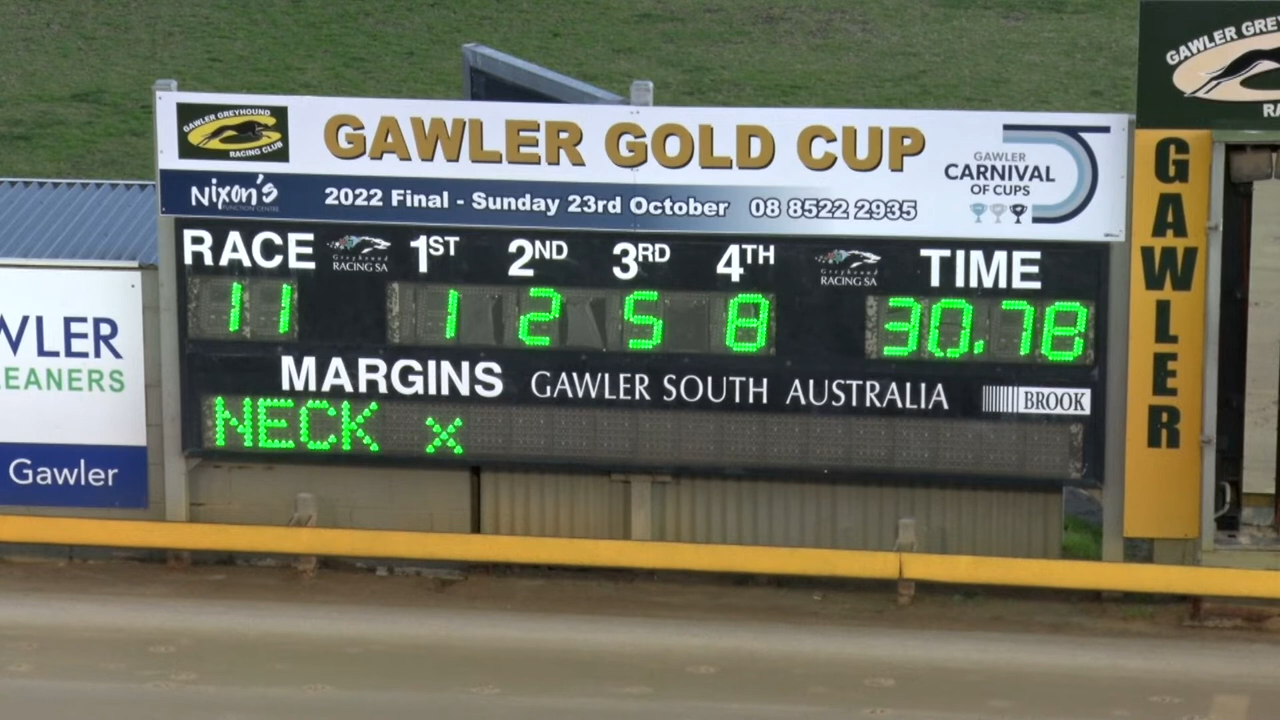 GAWLER GREYHOUND
RACING CLUB
GAWLER GOLD CUP
GAWLER
CARNIVAL
OF CUPS
Nixon's
FUNCTION CENTRE
2022 Final - Sunday 23rd October 08 8522 2935
RACE
Greyhound
RACING SA
1ST 2ND 3RD 4TH
Greyhound
RACING SA
TIME
11 1 2 5 8 30.78
MARGINS GAWLER SOUTH AUSTRALIA BROOK
NECK x
WLER
EANERS
Gawler
GAWLER GREY
RA
GAWLER